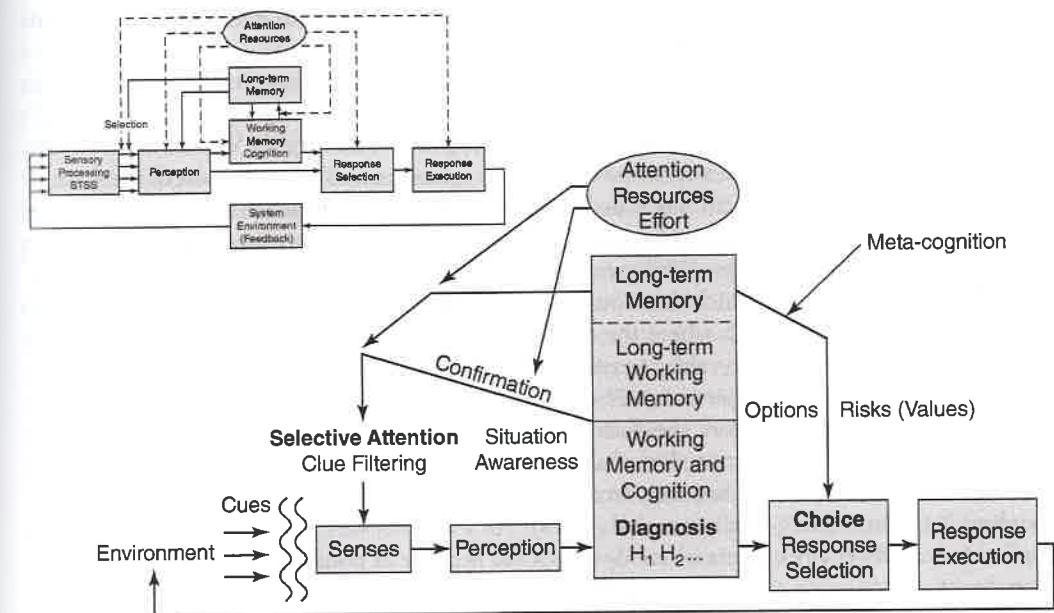 Attention
Resources
Long-term
Memory
Selection
Working
Memory
Cognition
Sensory
Processing
STSS
Perception
Response
Selection
Response
Execution
System
Environment
(Feedback)
Attention
Resources
Effort
Meta-cognition
Long-term
Memory
Long-term
Working
Memory
Confirmation
Options
Risks (Values)
Selective Attention
Clue Filtering
Situation
Awareness
Working
Memory and
Cognition
Cues
Environment
Senses
Perception
Diagnosis
H₁ H₂...
Choice
Response
Selection
Response
Execution